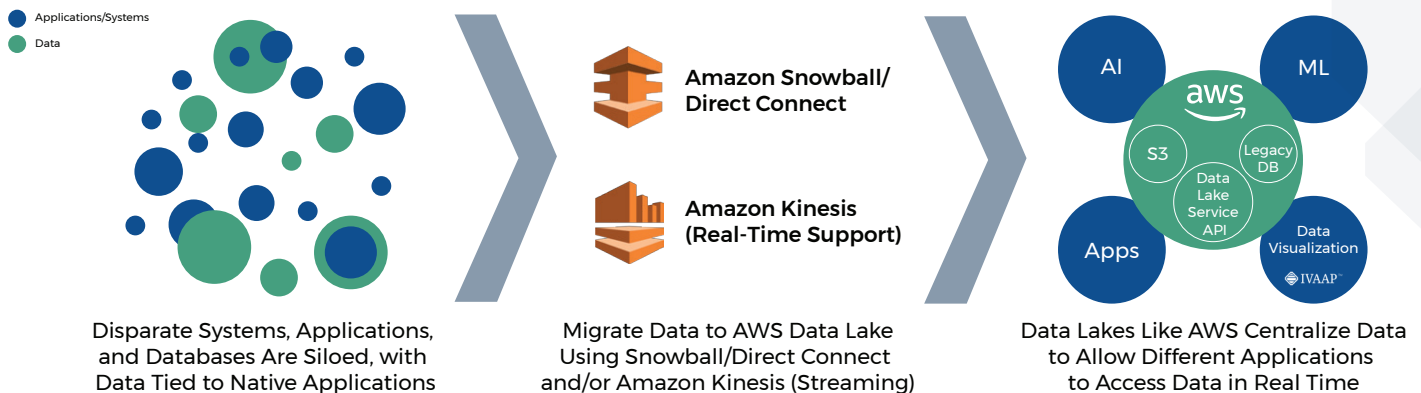 Applications/Systems
Data
Amazon Snowball/
Direct Connect
Amazon Kinesis
(Real-Time Support)
AI
ML
aws
S3
Legacy
DB
Data
Lake
Service
API
Apps
Data
Visualization
IVAAP™
Disparate Systems, Applications,
and Databases Are Siloed, with
Data Tied to Native Applications
Migrate Data to AWS Data Lake
Using Snowball/Direct Connect
and/or Amazon Kinesis (Streaming)
Data Lakes Like AWS Centralize Data
to Allow Different Applications
to Access Data in Real Time